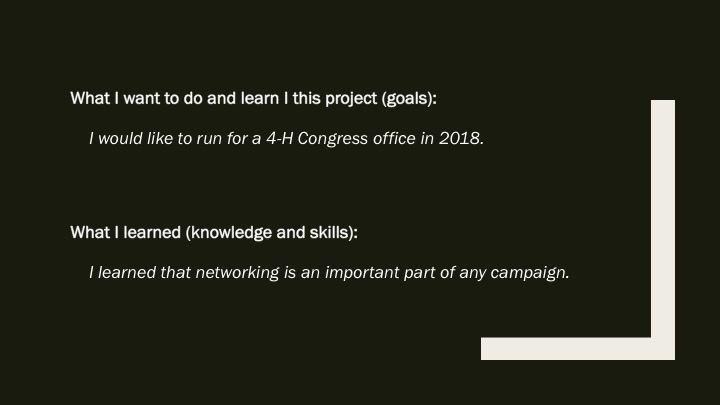 What I want to do and learn I this project (goals):
I would like to run for a 4-H Congress office in 2018.
What I learned (knowledge and skills):
I learned that networking is an important part of any campaign.